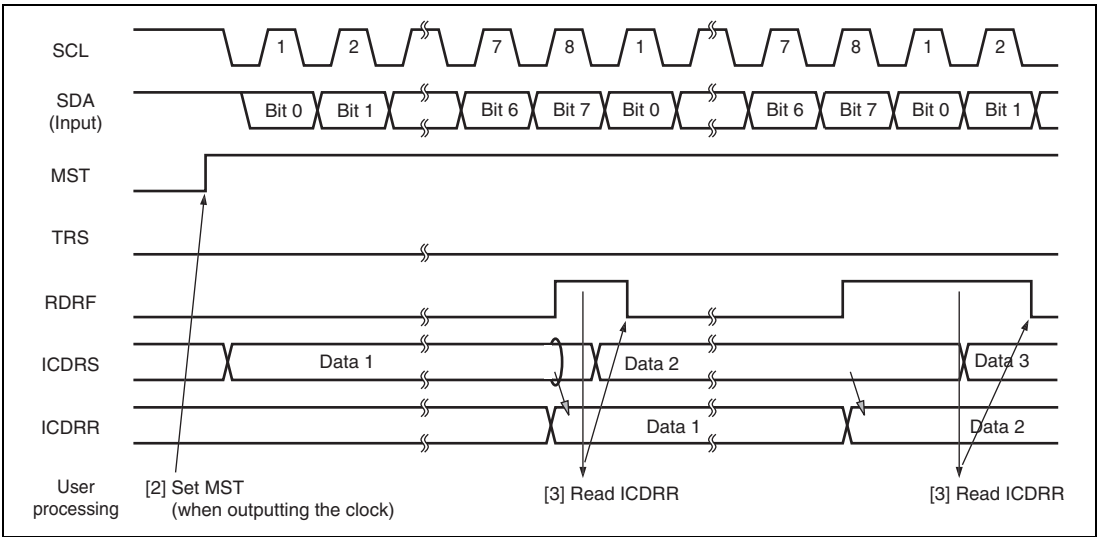 SCL 1 2 7 8 1 7 8 1 2
SDA
(Input)
Bit 0 Bit 1 Bit 6 Bit 7 Bit 0 Bit 6 Bit 7 Bit 0 Bit 1
MST
TRS
RDRF
ICDRS Data 1 Data 2 Data 3
ICDRR Data 1 Data 2
User
processing
[2] Set MST
(when outputting the clock)
[3] Read ICDRR
[3] Read ICDRR